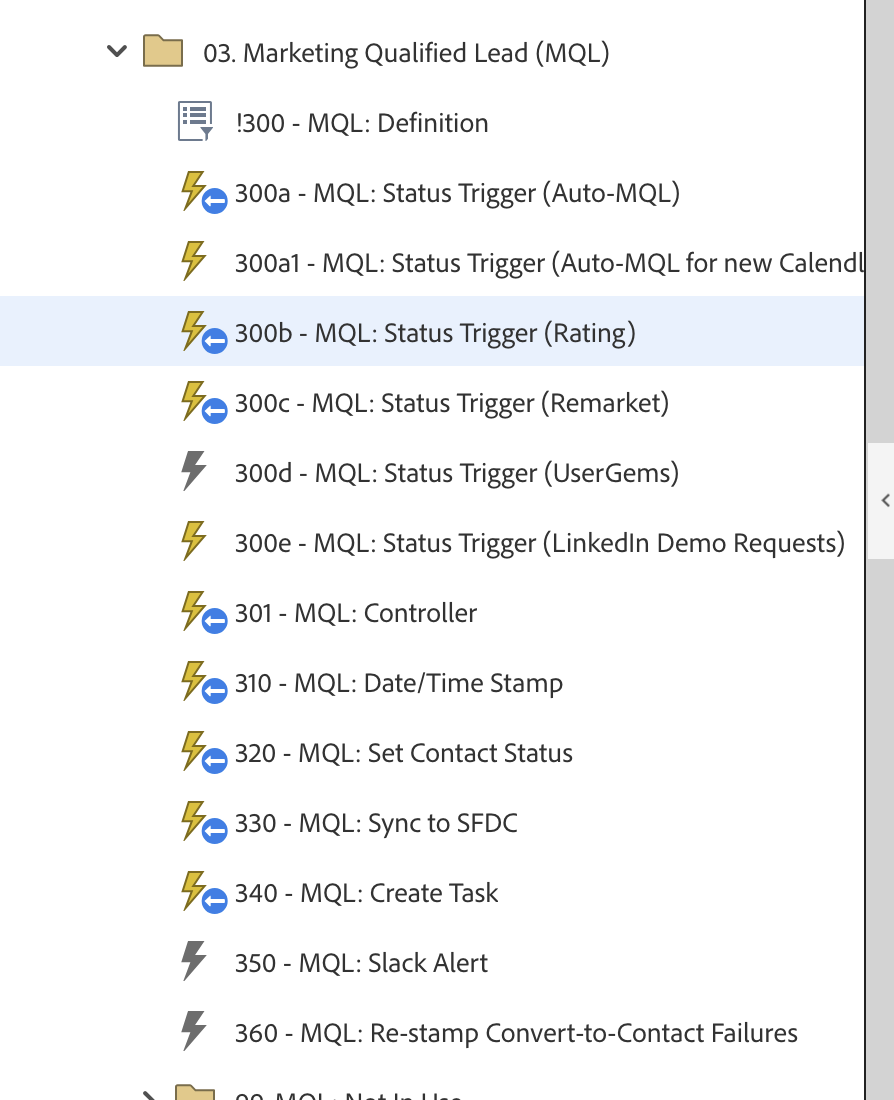 03. Marketing Qualified Lead (MQL)
!300 - MQL: Definition
300a - MQL: Status Trigger (Auto-MQL)
300a1 - MQL: Status Trigger (Auto-MQL for new Calendl
300b - MQL: Status Trigger (Rating)
300c - MQL: Status Trigger (Remarket)
300d - MQL: Status Trigger (UserGems)
300e - MQL: Status Trigger (LinkedIn Demo Requests)
301 - MQL: Controller
310 - MQL: Date/Time Stamp
320 - MQL: Set Contact Status
330 - MQL: Sync to SFDC
340 - MQL: Create Task
350 - MQL: Slack Alert
360 - MQL: Re-stamp Convert-to-Contact Failures
MQL: Not In Use